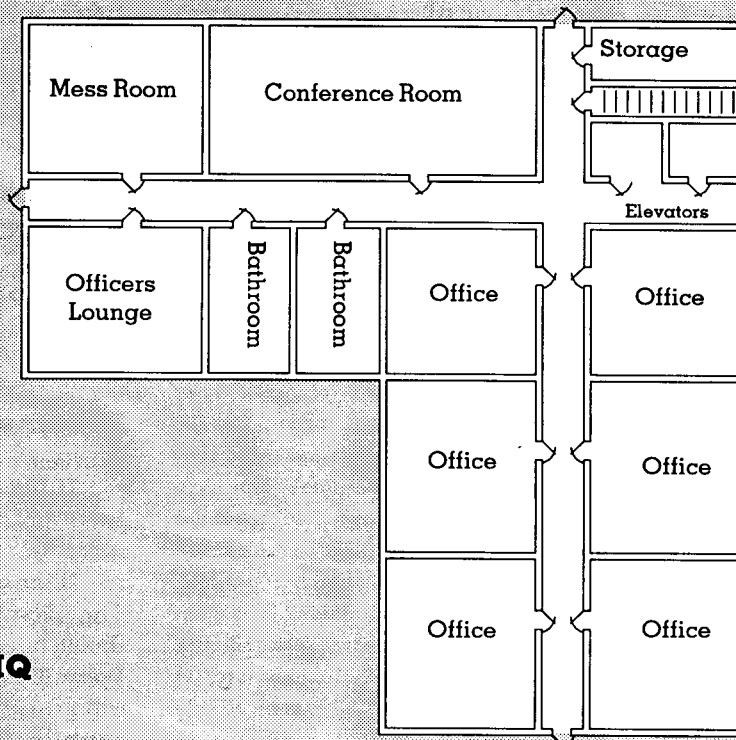 Storage
Mess Room
Conference Room
Elevators
Officers
Lounge
Bathroom
Bathroom
Office
Office
Office
Office
Office
Office